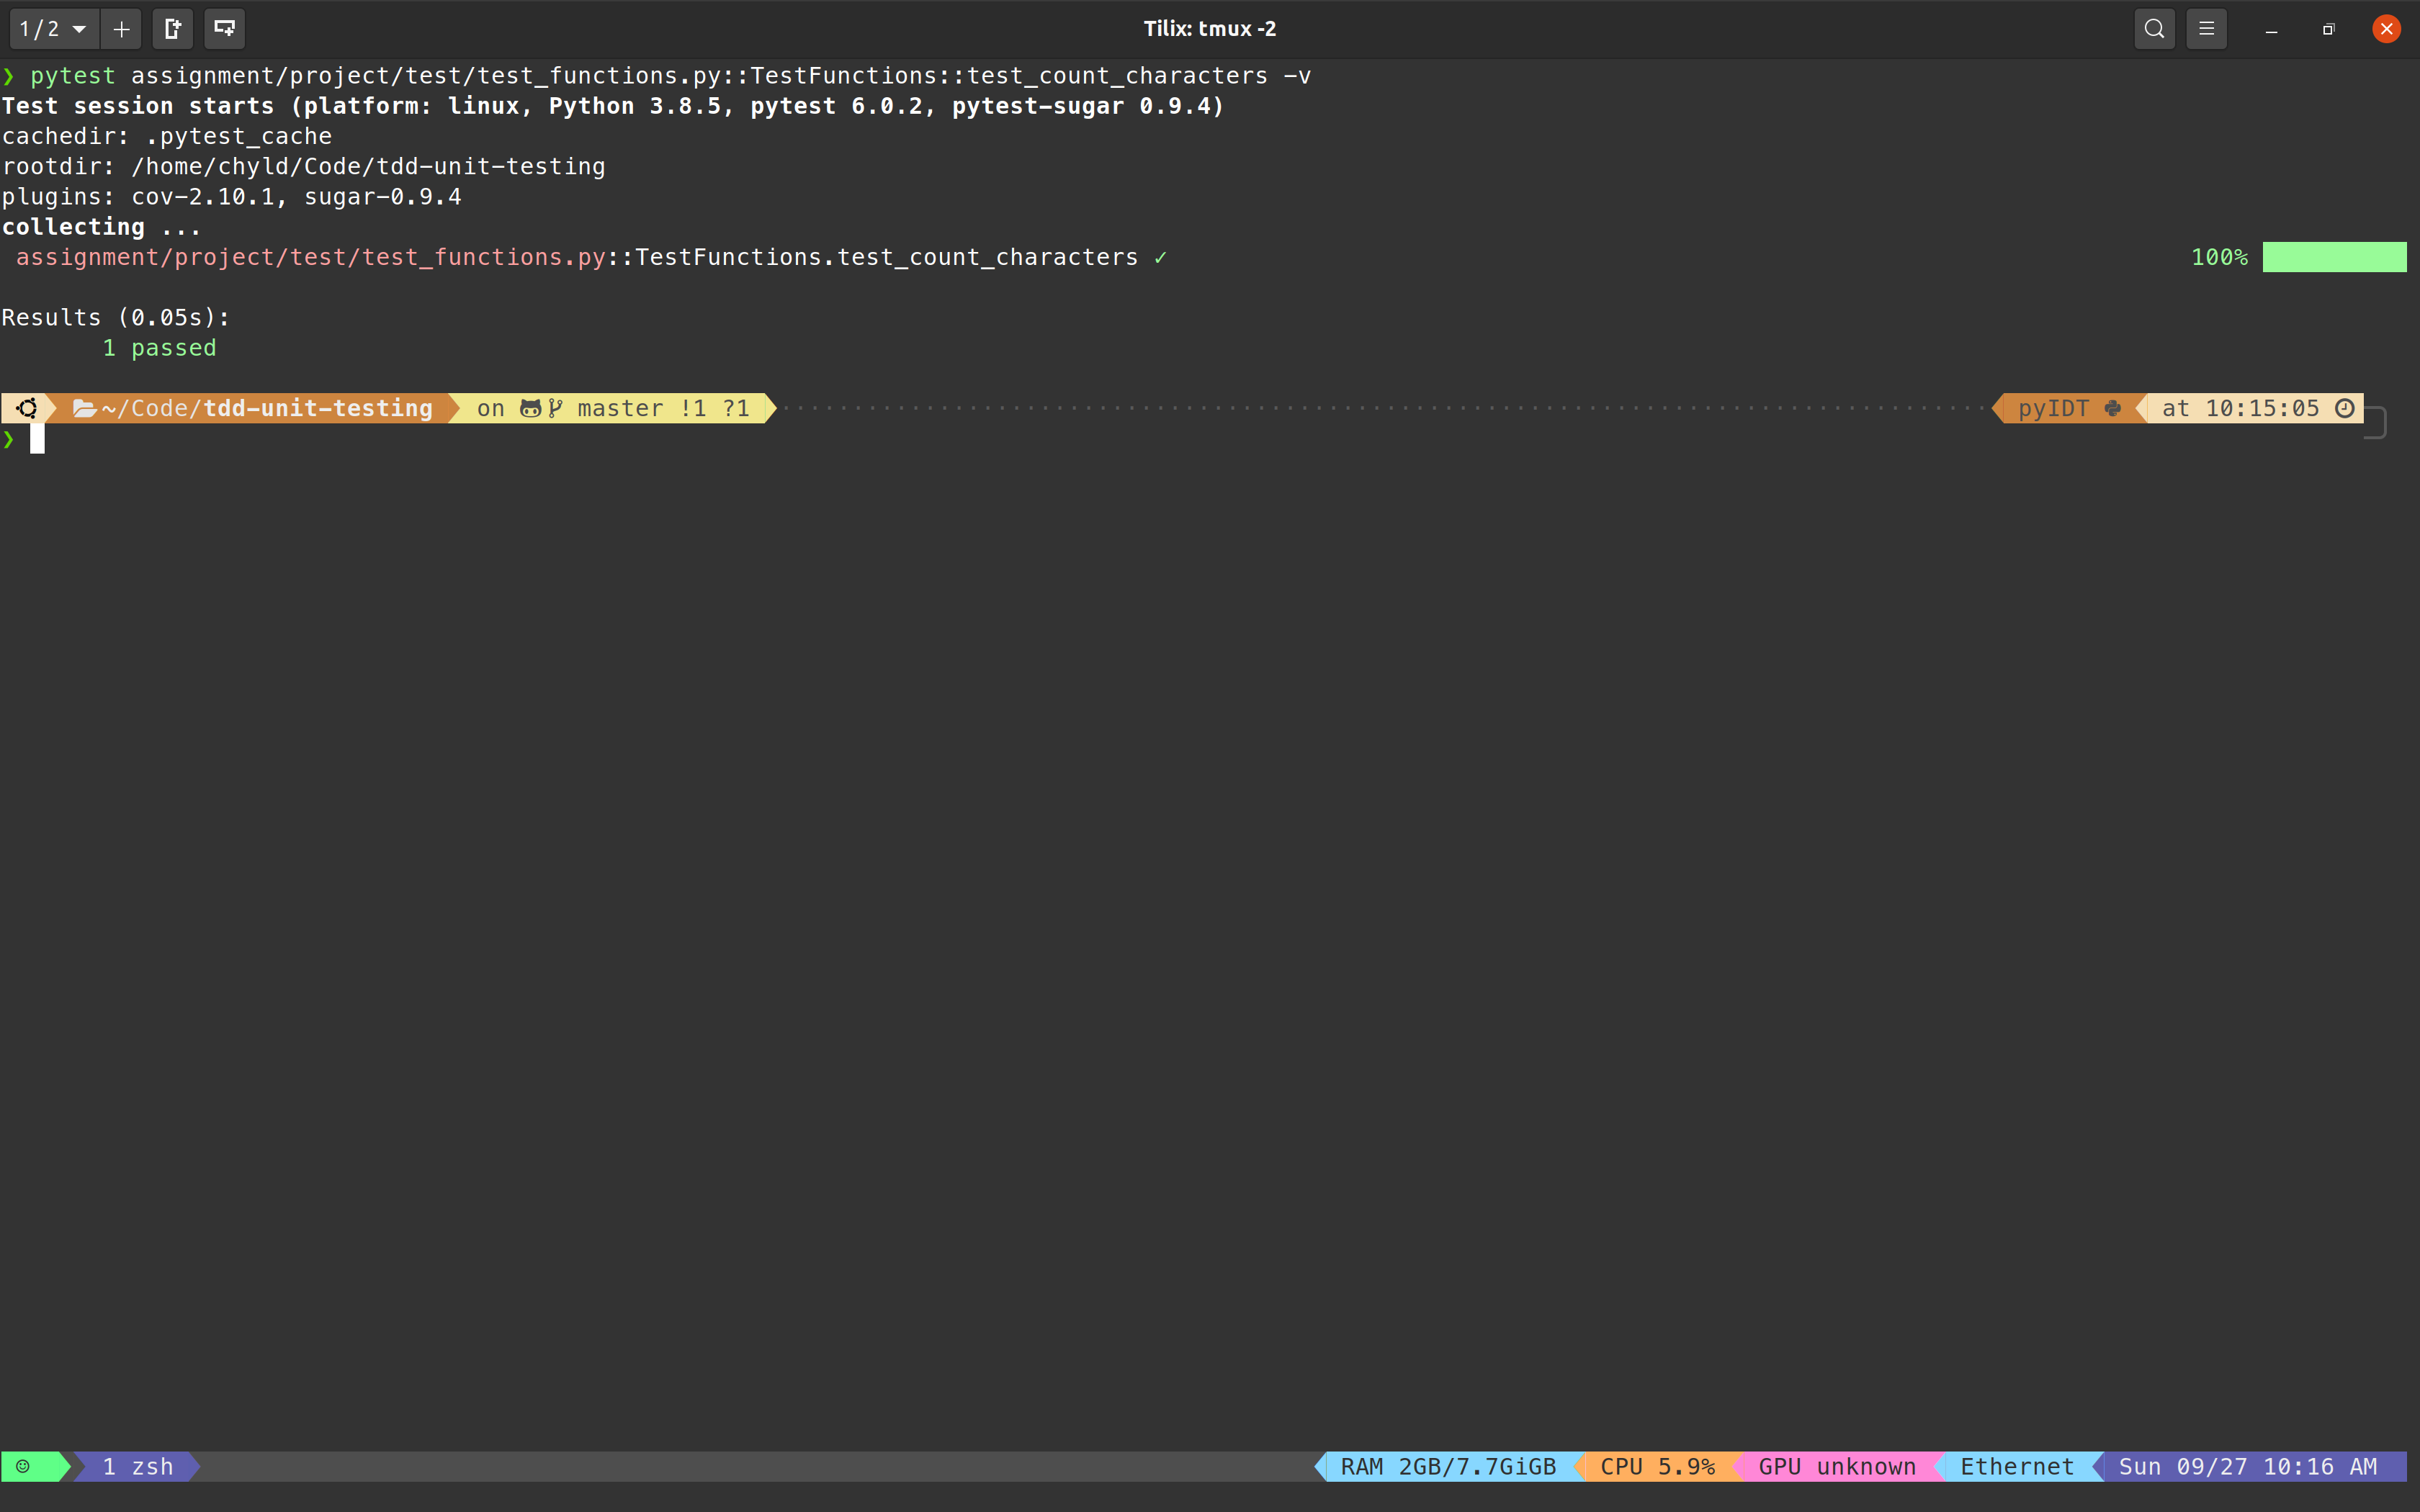 1 / 2
Tilix: tmux -2
❯ pytest assignment/project/test/test_functions.py::TestFunctions::test_count_characters -v
Test session starts (platform: linux, Python 3.8.5, pytest 6.0.2, pytest-sugar 0.9.4)
cachedir: .pytest_cache
rootdir: /home/chyld/Code/tdd-unit-testing
plugins: cov-2.10.1, sugar-0.9.4
collecting ...
assignment/project/test/test_functions.py::TestFunctions.test_count_characters ✓ 100%
Results (0.05s):
1 passed
~/Code/tdd-unit-testing on master !1 ?1 pyIDT at 10:15:05
❯
1 zsh RAM 2GB/7.7GiGB CPU 5.9% GPU unknown Ethernet Sun 09/27 10:16 AM